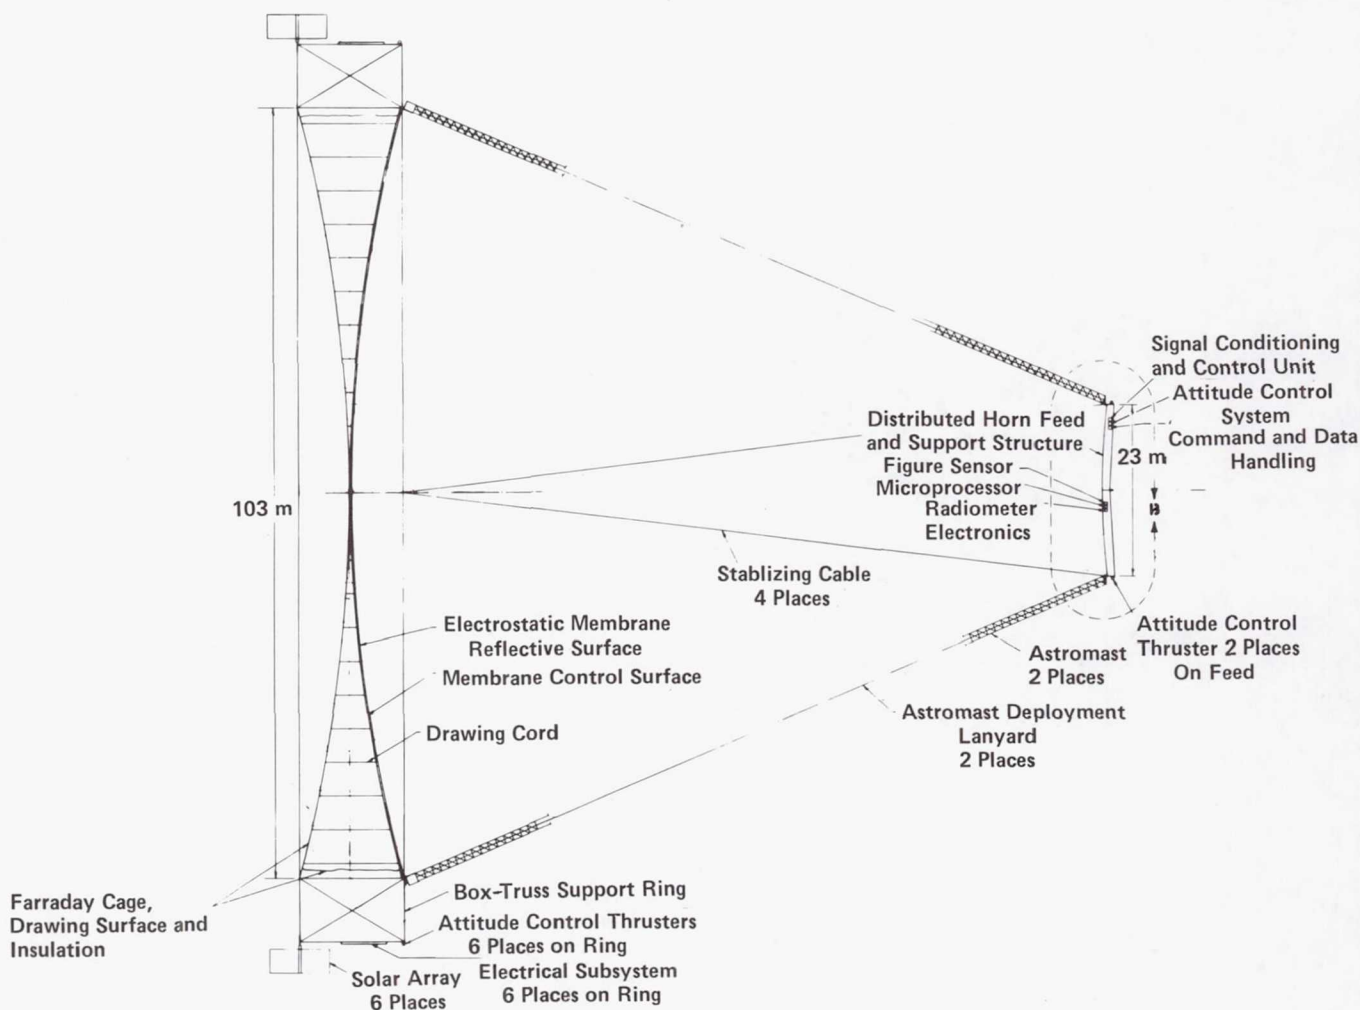 Signal Conditioning
and Control Unit
Attitude Control
System
Command and Data
Handling
Distributed Horn Feed
and Support Structure
Figure Sensor
Microprocessor
Radiometer
Electronics
23 m
103 m
Stablizing Cable
4 Places
Electrostatic Membrane
Reflective Surface
Membrane Control Surface
Drawing Cord
Attitude Control
Thruster 2 Places
On Feed
Astromast
2 Places
Astromast Deployment
Lanyard
2 Places
Farraday Cage,
Drawing Surface and
Insulation
Box-Truss Support Ring
Attitude Control Thrusters
6 Places on Ring
Electrical Subsystem
6 Places on Ring
Solar Array
6 Places